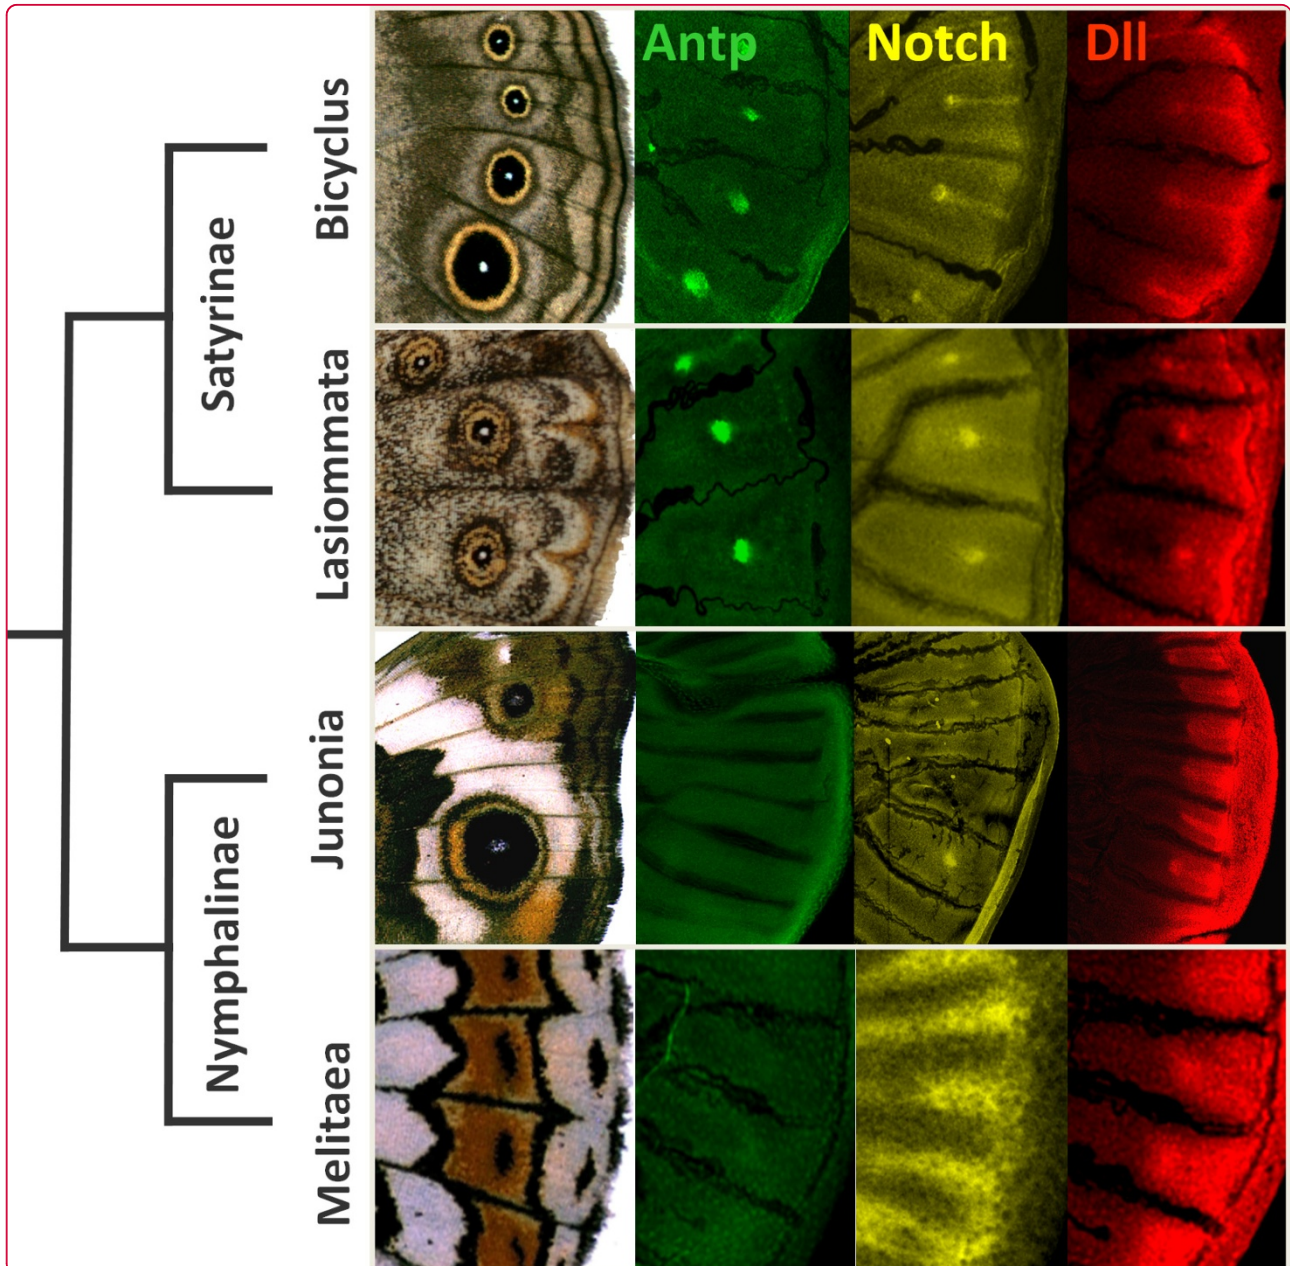 Antp
Notch
Dll
Satyrinae
Bicyclus
Lasiommata
Nymphalinae
Junonia
Melitaea